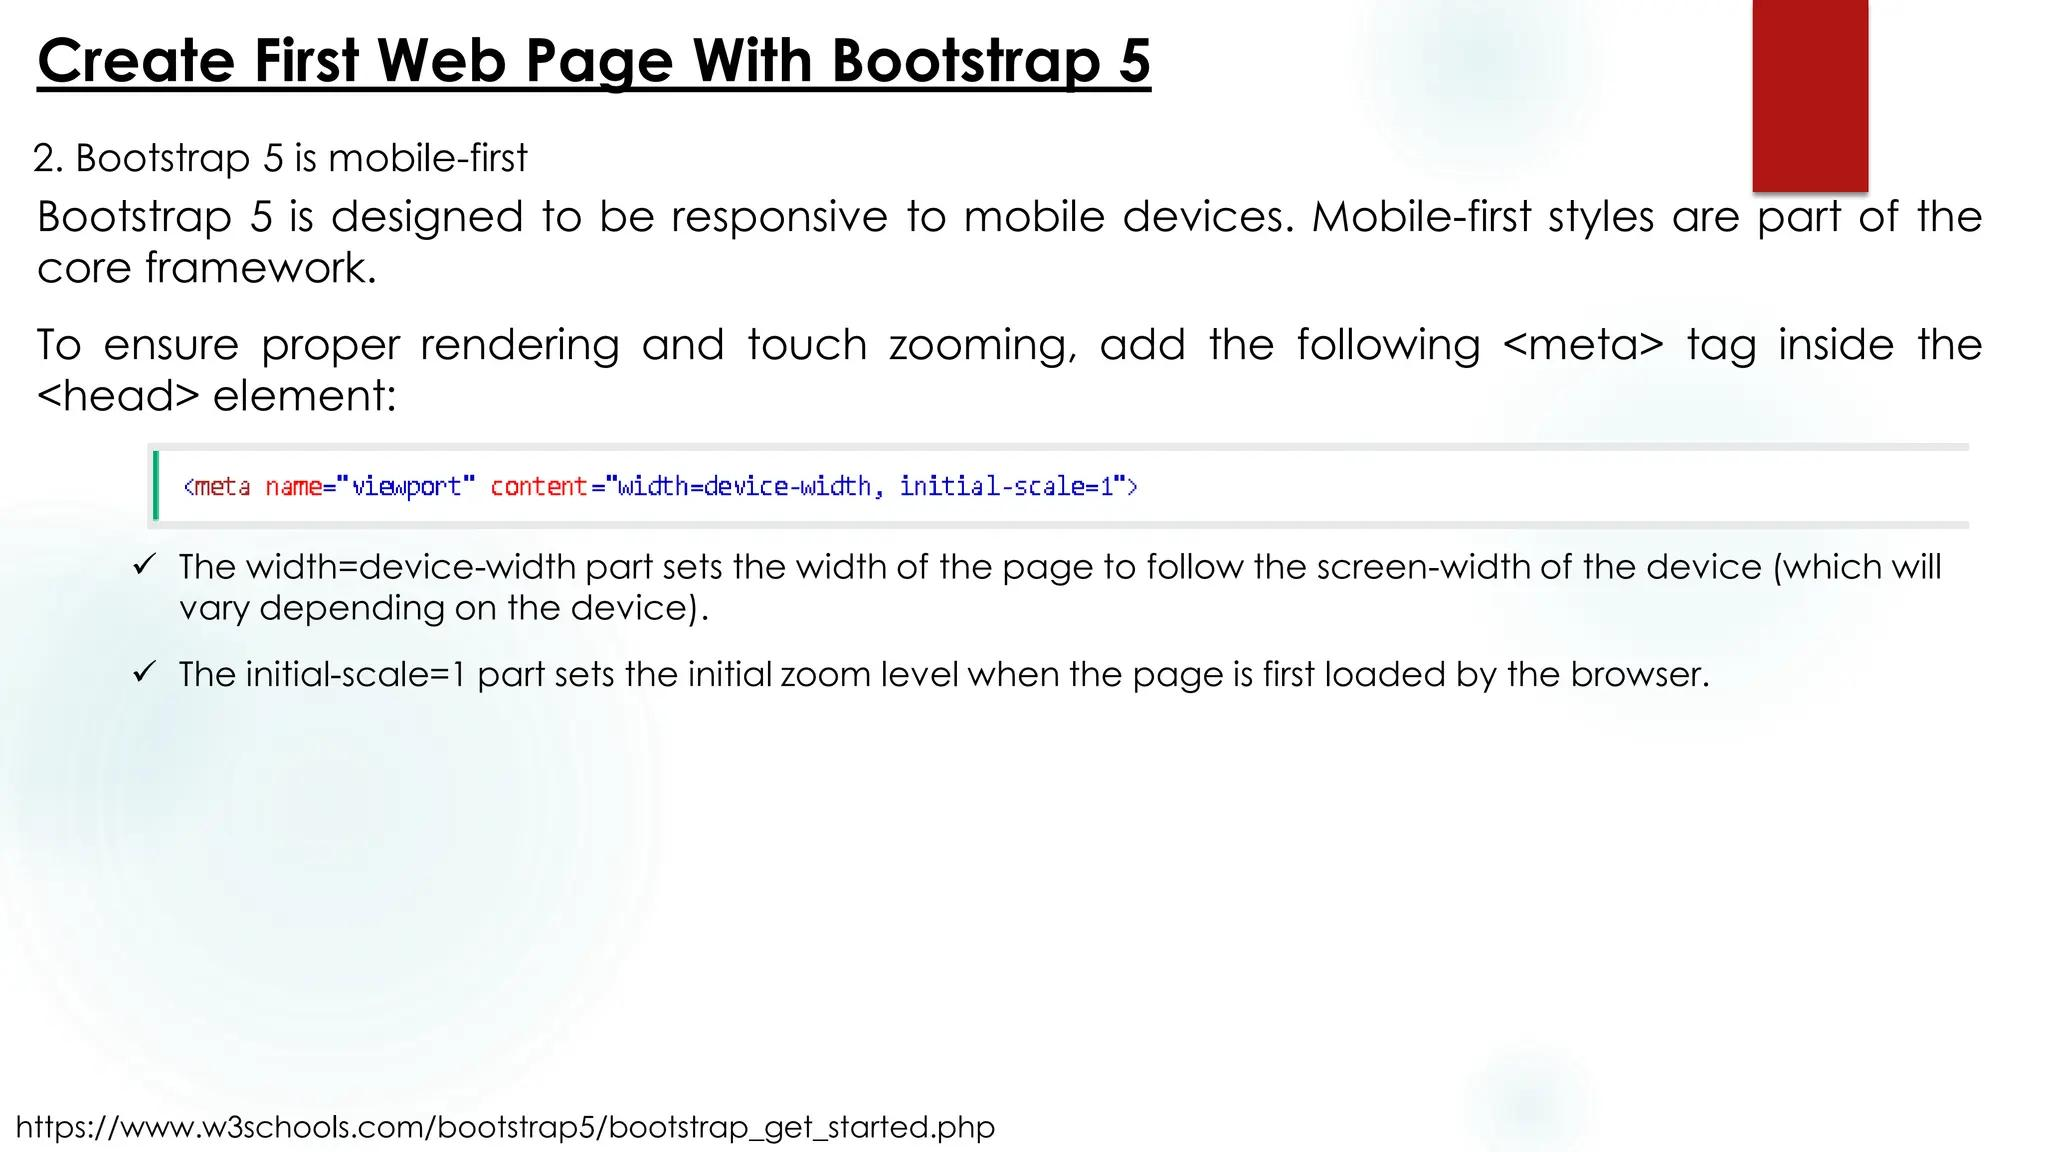 Create First Web Page With Bootstrap 5
2. Bootstrap 5 is mobile-first
Bootstrap 5 is designed to be responsive to mobile devices. Mobile-first styles are part of the
core framework.
To ensure proper rendering and touch zooming, add the following <meta> tag inside the
<head> element:
<meta name="viewport" content="width=device-width, initial-scale=1">
✓ The width=device-width part sets the width of the page to follow the screen-width of the device (which will
vary depending on the device).
✓ The initial-scale=1 part sets the initial zoom level when the page is first loaded by the browser.
https://www.w3schools.com/bootstrap5/bootstrap_get_started.php